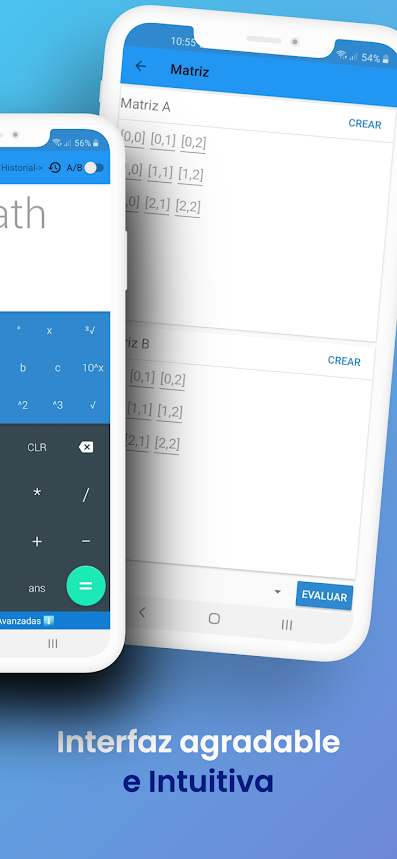 10:55
54%
Matriz
Matriz A
CREAR
[0,0] [0,1] [0,2]
,0] [1,1] [1,2]
,0] [2,1] [2,2]
riz B
CREAR
[0,1] [0,2]
[1,1] [1,2]
[2,1] [2,2]
EVALUAR
56%
Historial-> A/B
ath
° x ³√
b c 10^x
^2 ^3 √
CLR
* /
+ −
ans =
Avanzadas
Interfaz agradable
e Intuitiva